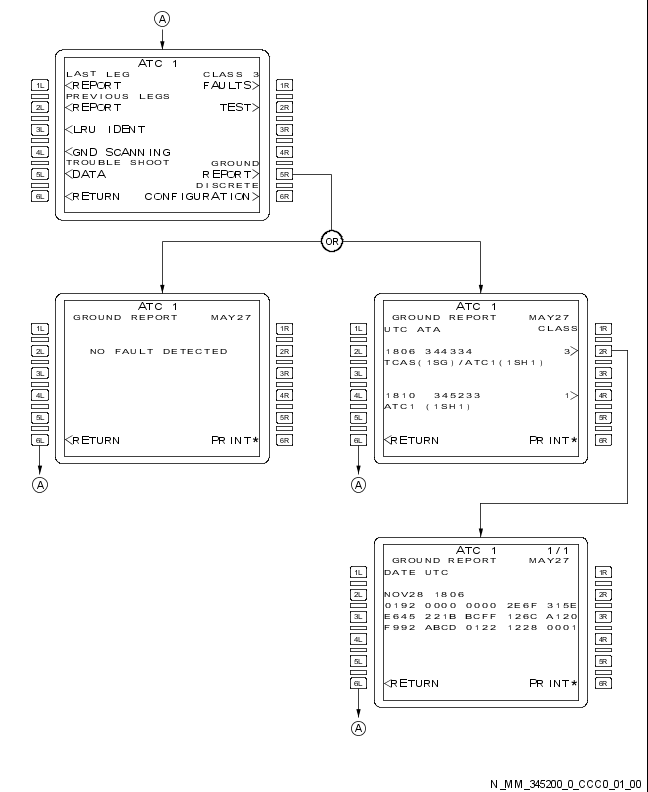 A
ATC 1
LAST LEG CLASS 3
1L <REPORT FAULTS> 1R
PREVIOUS LEGS
2L <REPORT TEST> 2R
3L <LRU IDENT 3R
4L <GND SCANNING 4R
TROUBLE SHOOT GROUND
5L <DATA REPORT> 5R
DISCRETE
6L <RETURN CONFIGURATION> 6R
OR
ATC 1
GROUND REPORT MAY27
1L 1R
2L NO FAULT DETECTED 2R
3L 3R
4L 4R
5L 5R
6L <RETURN PRINT* 6R
A
ATC 1
GROUND REPORT MAY27
1L UTC ATA CLASS 1R
2L 1806 344334 3> 2R
TCAS(1SG)/ATC1(1SH1)
3L 3R
4L 1810 345233 1> 4R
ATC1 (1SH1)
5L 5R
6L <RETURN PRINT* 6R
A
ATC 1 1/1
GROUND REPORT MAY27
1L DATE UTC 1R
2L NOV28 1806 2R
0192 0000 0000 2E6F 315E
3L E645 221B BCFF 126C A120 3R
F992 ABCD 0122 1228 0001
4L 4R
5L 5R
6L <RETURN PRINT* 6R
A
N_MM_345200_0_CCC0_01_00